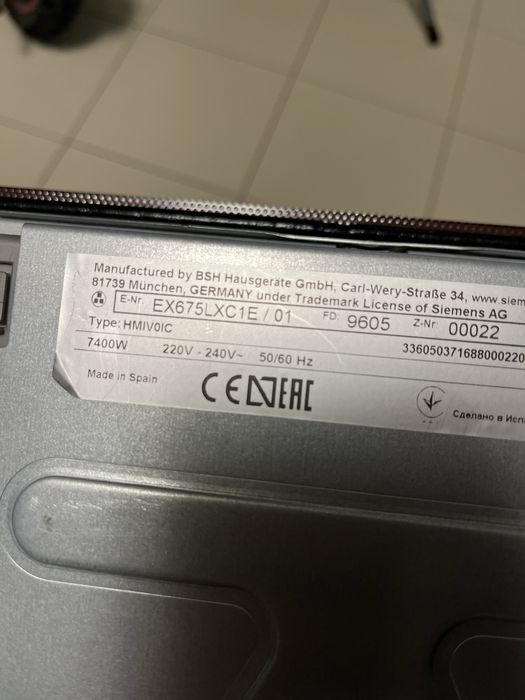 Manufactured by BSH Hausgeräte GmbH, Carl-Wery-Straße 34, www.siem
81739 München, GERMANY under Trademark License of Siemens AG
E-Nr. EX675LXC1E / 01 FD: 9605 Z-Nr: 00022
Type: HMIV0IC 336050371688000220
7400W 220V - 240V~ 50/60 Hz
Made in Spain CE EAC
Сделано в Исп